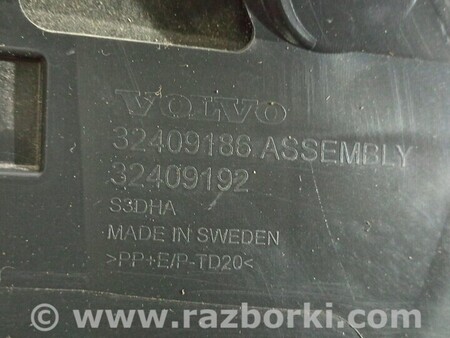 VOLVO
32409186 ASSEMBLY
32409192
S3DHA
MADE IN SWEDEN
>PP+E/P-TD20<
© www.razborki.com